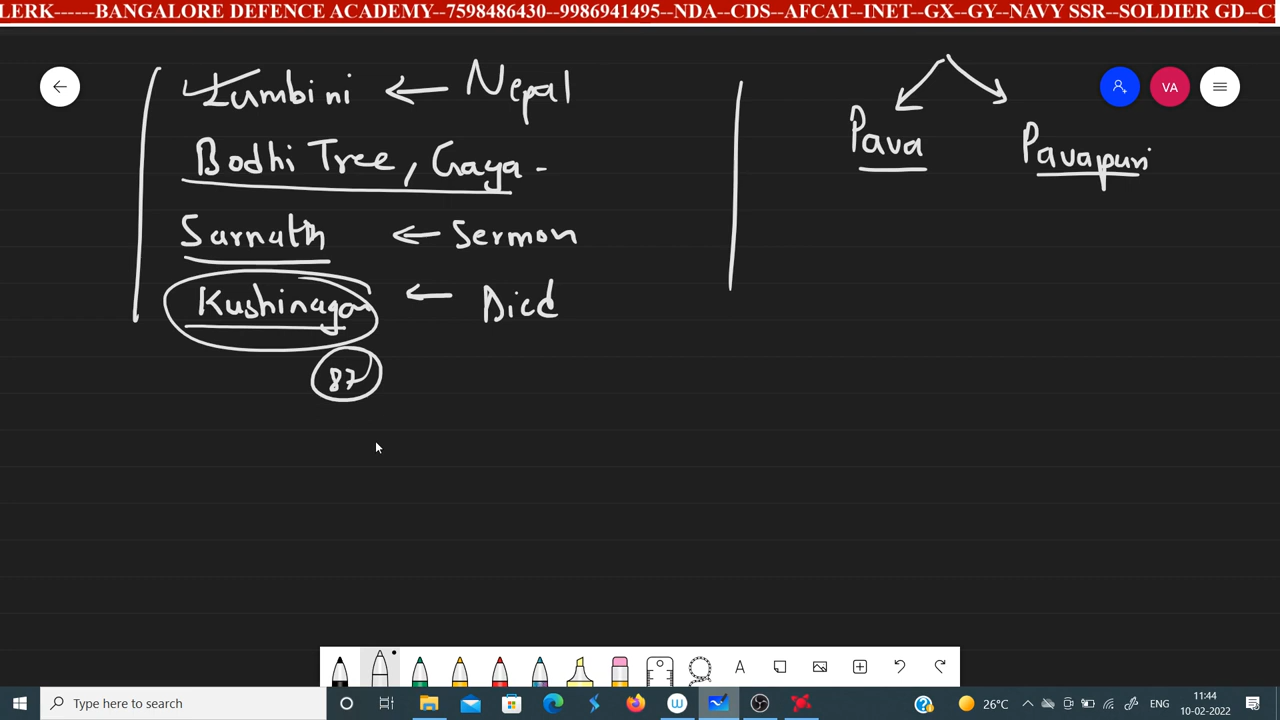 LERK------BANGALORE DEFENCE ACADEMY--7598486430--9986941495--NDA--CDS--AFCAT--INET--GX--GY--NAVY SSR--SOLDIER GD--C
VA
Lumbini ← Nepal
Bodhi Tree, Gaya -
Sarnath ← Sermon
Kushinagar ← Died
87
Pava
Pavapuri
A
Type here to search
26°C
ENG
11:44
10-02-2022